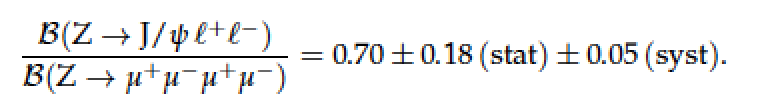 B(Z → J/ψ ℓ+ℓ−)
B(Z → μ+μ−μ+μ−)
= 0.70 ± 0.18 (stat) ± 0.05 (syst).